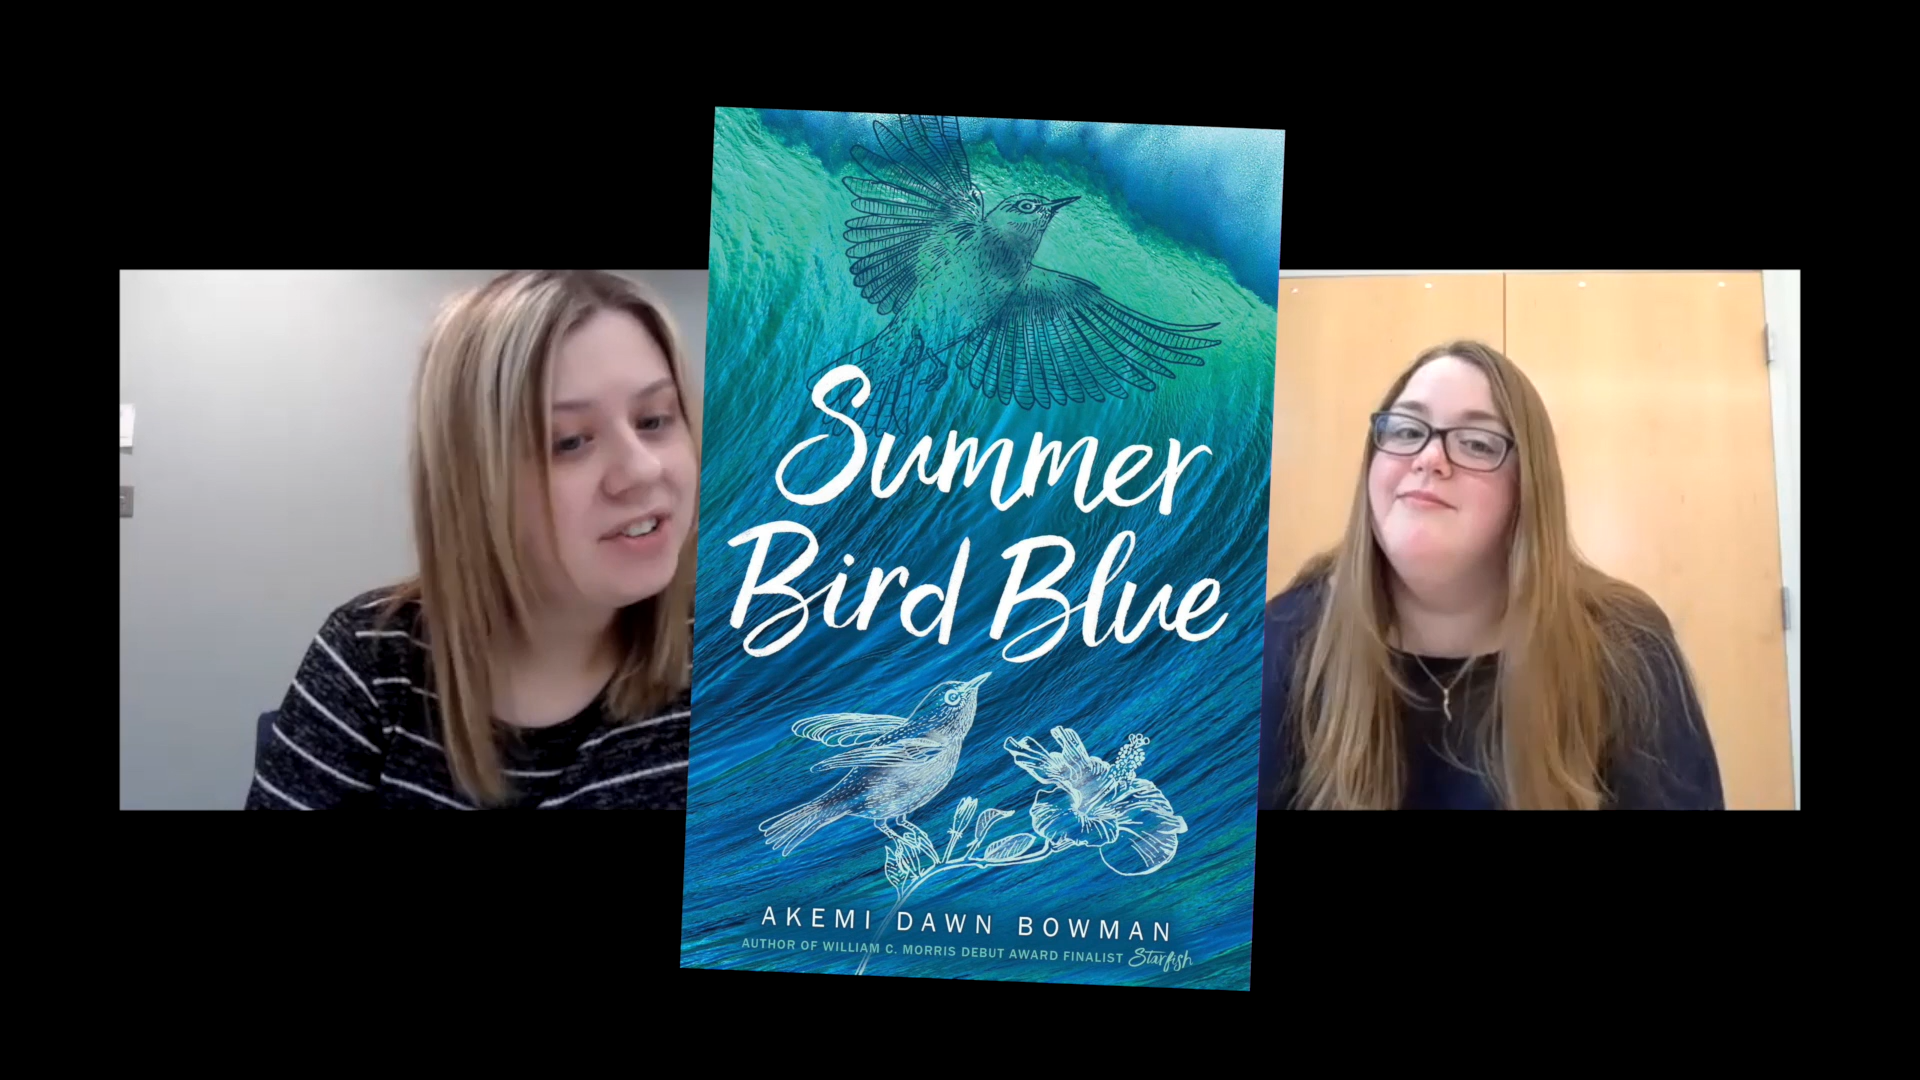 Summer
Bird Blue
AKEMI DAWN BOWMAN
AUTHOR OF WILLIAM C. MORRIS DEBUT AWARD FINALIST Starfish